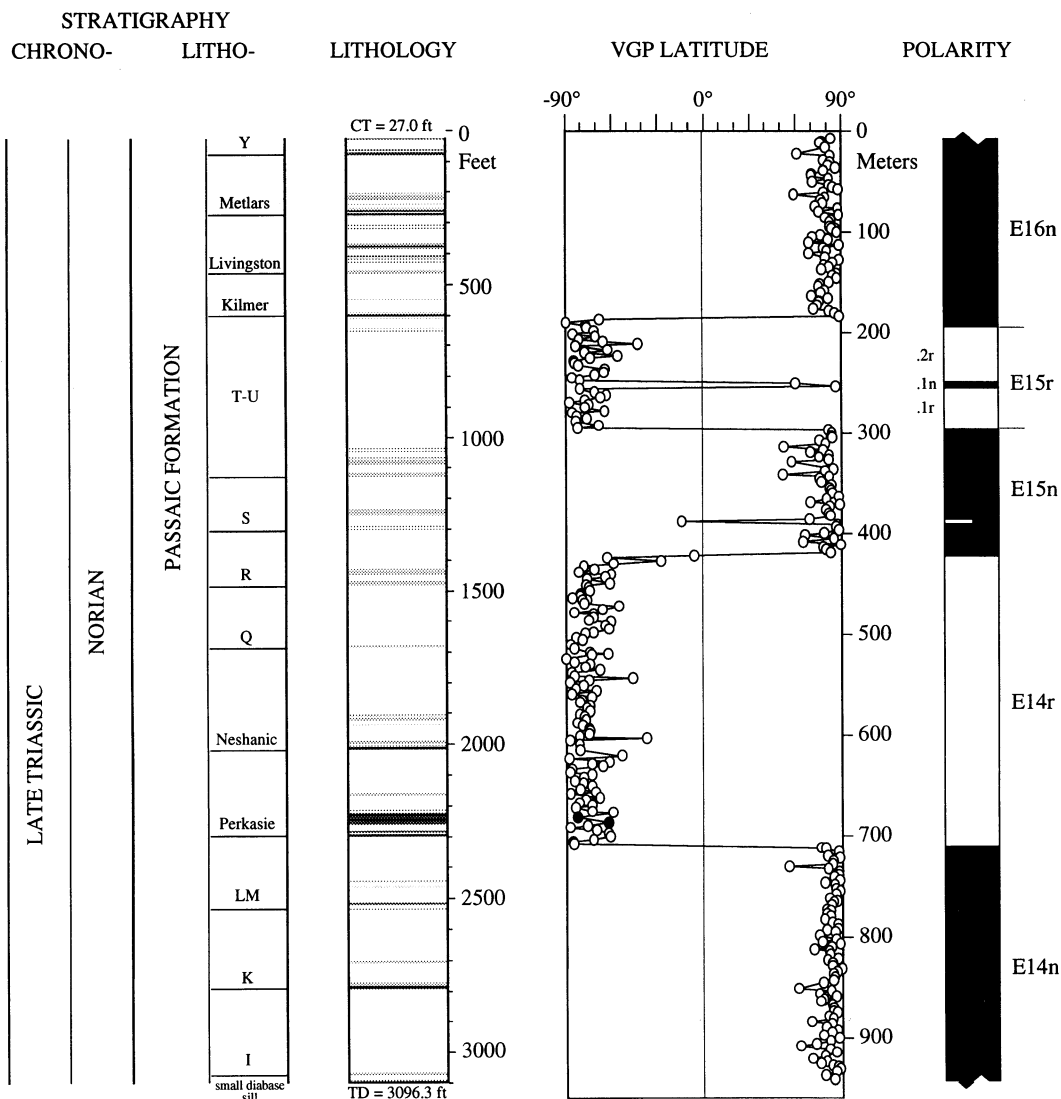 STRATIGRAPHY
CHRONO- LITHO- LITHOLOGY VGP LATITUDE POLARITY
-90° 0° 90°
CT = 27.0 ft
0
Feet
500
1000
1500
2000
2500
3000
TD = 3096.3 ft
LATE TRIASSIC
NORIAN
PASSAIC FORMATION
Y
Metlars
Livingston
Kilmer
T-U
S
R
Q
Neshanic
Perkasie
LM
K
I
small diabase
sill
0
Meters
100
200
300
400
500
600
700
800
900
E16n
.2r
.1n
.1r
E15r
E15n
E14r
E14n